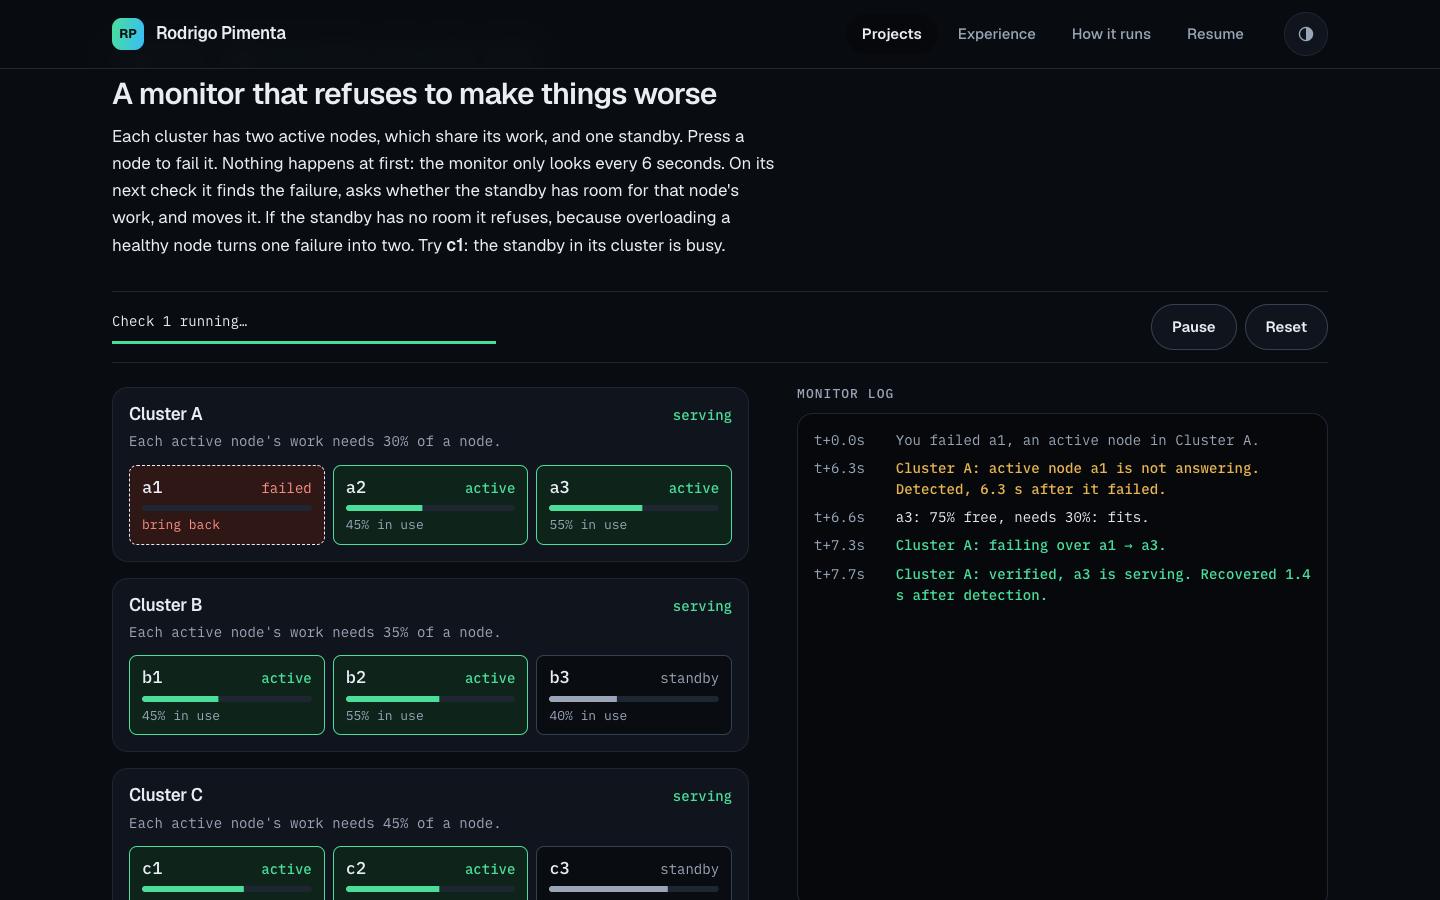 RP
Rodrigo Pimenta
Projects
Experience
How it runs
Resume
A monitor that refuses to make things worse
Each cluster has two active nodes, which share its work, and one standby. Press a
node to fail it. Nothing happens at first: the monitor only looks every 6 seconds. On its
next check it finds the failure, asks whether the standby has room for that node's
work, and moves it. If the standby has no room it refuses, because overloading a
healthy node turns one failure into two. Try c1: the standby in its cluster is busy.
Check 1 running…
Pause
Reset
Cluster A
serving
Each active node's work needs 30% of a node.
a1
failed
bring back
a2
active
45% in use
a3
active
55% in use
Cluster B
serving
Each active node's work needs 35% of a node.
b1
active
45% in use
b2
active
55% in use
b3
standby
40% in use
Cluster C
serving
Each active node's work needs 45% of a node.
c1
active
c2
active
c3
standby
MONITOR LOG
t+0.0s You failed a1, an active node in Cluster A.
t+6.3s Cluster A: active node a1 is not answering.
Detected, 6.3 s after it failed.
t+6.6s a3: 75% free, needs 30%: fits.
t+7.3s Cluster A: failing over a1 → a3.
t+7.7s Cluster A: verified, a3 is serving. Recovered 1.4
s after detection.